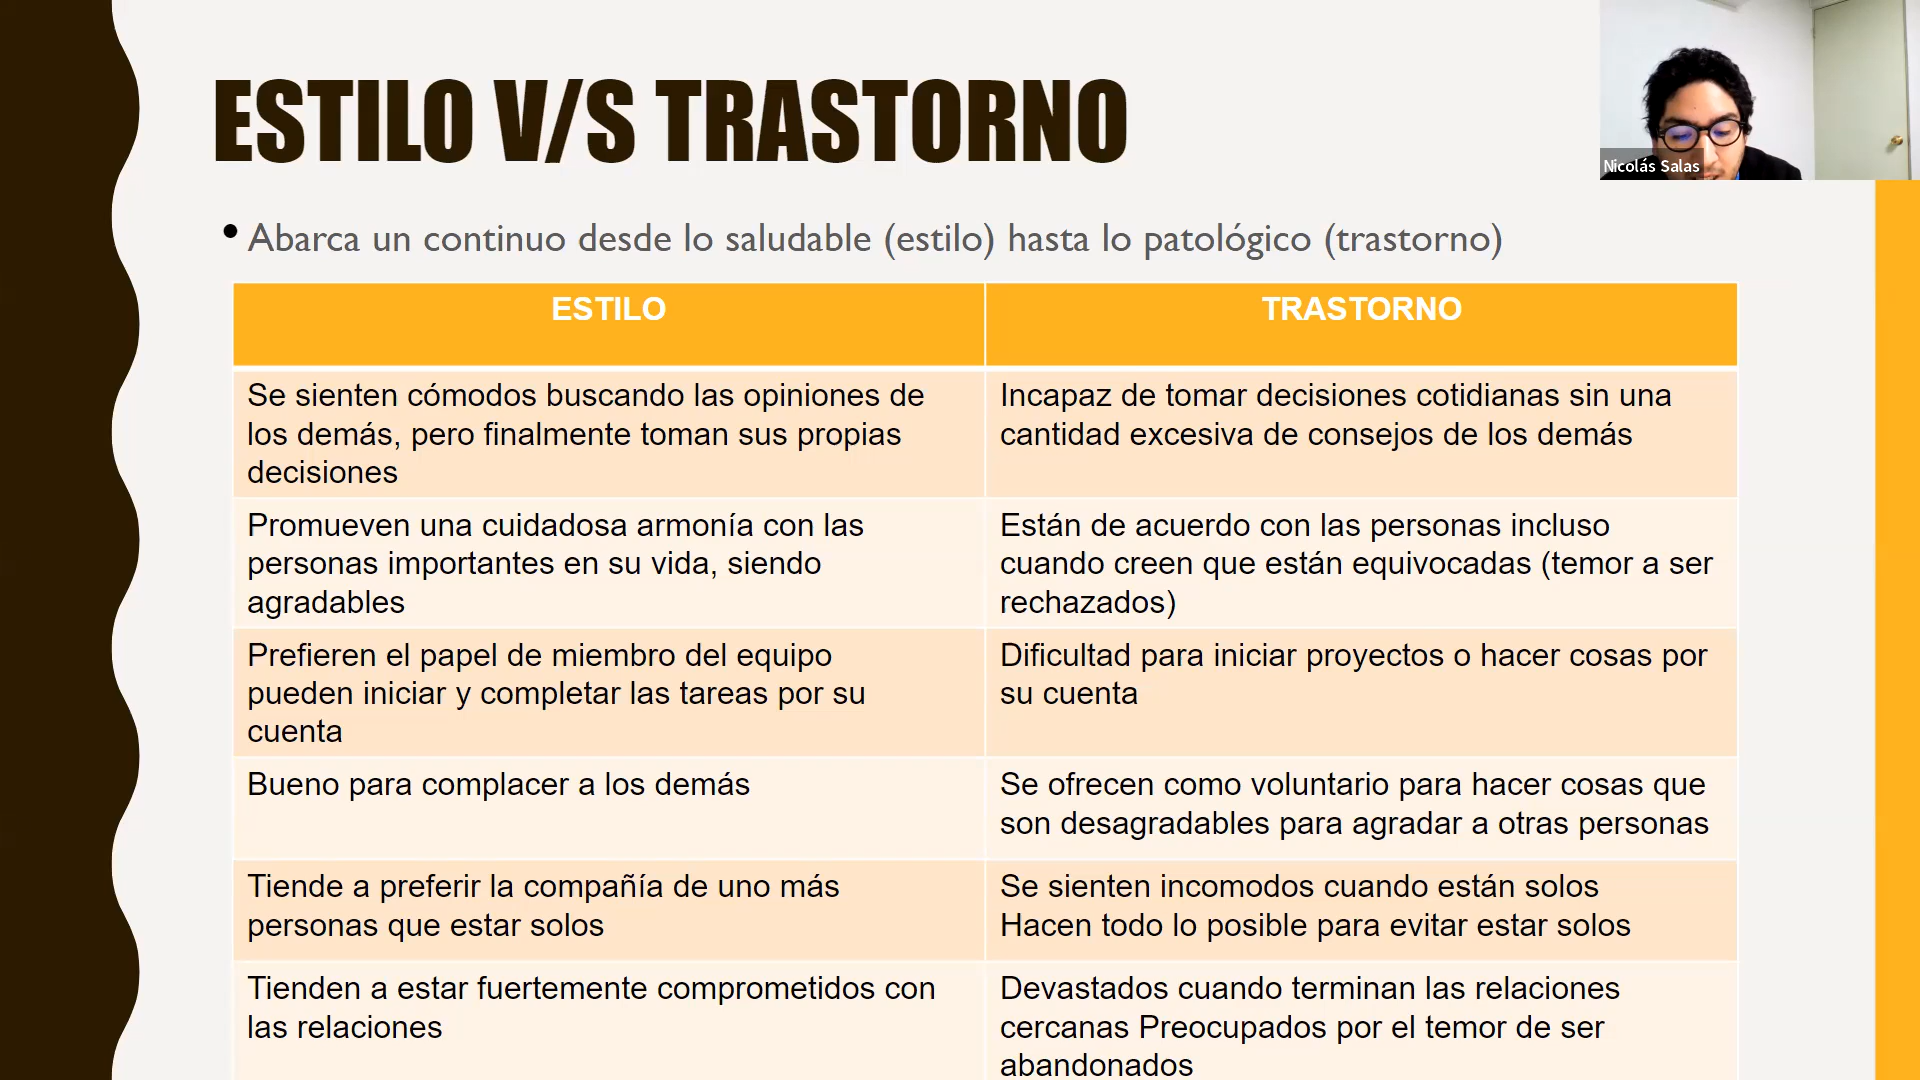 ESTILO V/S TRASTORNO
Nicolás Salas
• Abarca un continuo desde lo saludable (estilo) hasta lo patológico (trastorno)
ESTILO
TRASTORNO
Se sienten cómodos buscando las opiniones de
los demás, pero finalmente toman sus propias
decisiones
Incapaz de tomar decisiones cotidianas sin una
cantidad excesiva de consejos de los demás
Promueven una cuidadosa armonía con las
personas importantes en su vida, siendo
agradables
Están de acuerdo con las personas incluso
cuando creen que están equivocadas (temor a ser
rechazados)
Prefieren el papel de miembro del equipo
pueden iniciar y completar las tareas por su
cuenta
Dificultad para iniciar proyectos o hacer cosas por
su cuenta
Bueno para complacer a los demás
Se ofrecen como voluntario para hacer cosas que
son desagradables para agradar a otras personas
Tiende a preferir la compañía de uno más
personas que estar solos
Se sienten incomodos cuando están solos
Hacen todo lo posible para evitar estar solos
Tienden a estar fuertemente comprometidos con
las relaciones
Devastados cuando terminan las relaciones
cercanas Preocupados por el temor de ser
abandonados